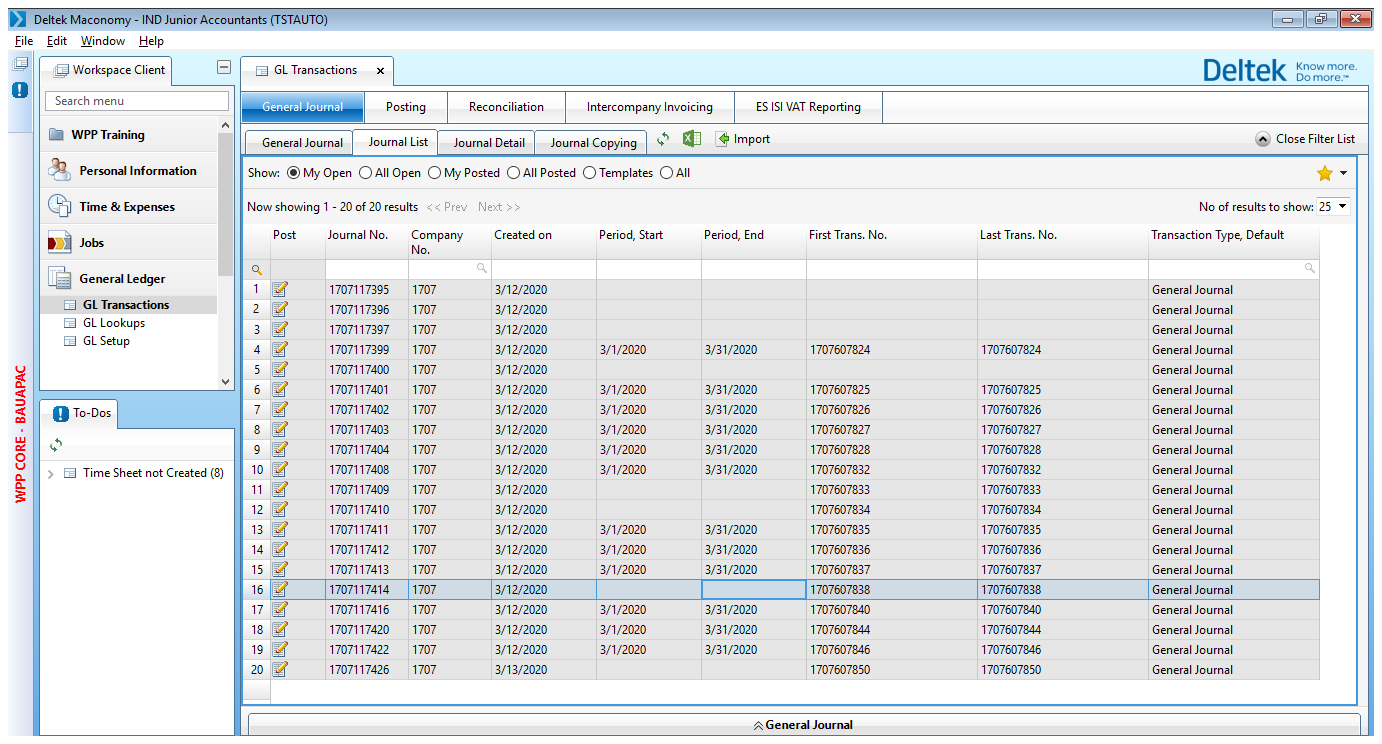 Deltek Maconomy - IND Junior Accountants (TSTAUTO)
File Edit Window Help
Workspace Client
GL Transactions
Deltek Know more. Do more.™
Search menu
General Journal Posting Reconciliation Intercompany Invoicing ES ISI VAT Reporting
WPP Training
General Journal Journal List Journal Detail Journal Copying Import Close Filter List
Personal Information
Show: My Open All Open My Posted All Posted Templates All
Time & Expenses
Now showing 1 - 20 of 20 results << Prev Next >> No of results to show: 25
Jobs
General Ledger
GL Transactions
GL Lookups
GL Setup
To-Dos
Time Sheet not Created (8)
WPP CORE - BAUAPAC
Post Journal No. Company No. Created on Period, Start Period, End First Trans. No. Last Trans. No. Transaction Type, Default
1 1707117395 1707 3/12/2020 General Journal
2 1707117396 1707 3/12/2020 General Journal
3 1707117397 1707 3/12/2020 General Journal
4 1707117399 1707 3/12/2020 3/1/2020 3/31/2020 1707607824 1707607824 General Journal
5 1707117400 1707 3/12/2020 General Journal
6 1707117401 1707 3/12/2020 3/1/2020 3/31/2020 1707607825 1707607825 General Journal
7 1707117402 1707 3/12/2020 3/1/2020 3/31/2020 1707607826 1707607826 General Journal
8 1707117403 1707 3/12/2020 3/1/2020 3/31/2020 1707607827 1707607827 General Journal
9 1707117404 1707 3/12/2020 3/1/2020 3/31/2020 1707607828 1707607828 General Journal
10 1707117408 1707 3/12/2020 3/1/2020 3/31/2020 1707607832 1707607832 General Journal
11 1707117409 1707 3/12/2020 1707607833 1707607833 General Journal
12 1707117410 1707 3/12/2020 1707607834 1707607834 General Journal
13 1707117411 1707 3/12/2020 3/1/2020 3/31/2020 1707607835 1707607835 General Journal
14 1707117412 1707 3/12/2020 3/1/2020 3/31/2020 1707607836 1707607836 General Journal
15 1707117413 1707 3/12/2020 3/1/2020 3/31/2020 1707607837 1707607837 General Journal
16 1707117414 1707 3/12/2020 1707607838 1707607838 General Journal
17 1707117416 1707 3/12/2020 3/1/2020 3/31/2020 1707607840 1707607840 General Journal
18 1707117420 1707 3/12/2020 3/1/2020 3/31/2020 1707607844 1707607844 General Journal
19 1707117422 1707 3/12/2020 3/1/2020 3/31/2020 1707607846 1707607846 General Journal
20 1707117426 1707 3/13/2020 1707607850 1707607850 General Journal
General Journal